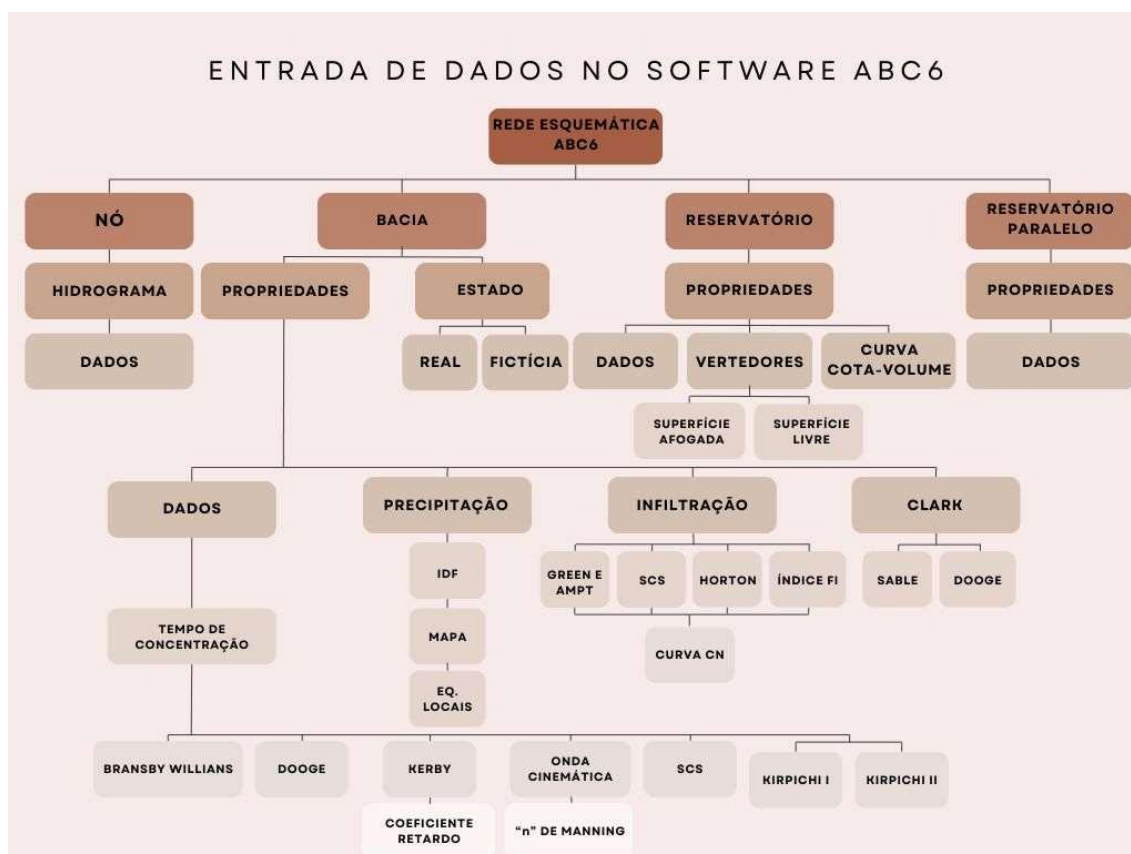 ENTRADA DE DADOS NO SOFTWARE ABC6
REDE ESQUEMÁTICA
ABC6
NÓ
BACIA
RESERVATÓRIO
RESERVATÓRIO
PARALELO
HIDROGRAMA
PROPRIEDADES
ESTADO
PROPRIEDADES
PROPRIEDADES
DADOS
REAL
FICTÍCIA
DADOS
VERTEDORES
CURVA
COTA-VOLUME
DADOS
SUPERFÍCIE
AFOGADA
SUPERFÍCIE
LIVRE
DADOS
PRECIPITAÇÃO
INFILTRAÇÃO
CLARK
IDF
GREEN E
AMPT
SCS
HORTON
ÍNDICE FI
SABLE
DOOGE
TEMPO DE
CONCENTRAÇÃO
MAPA
CURVA CN
EQ.
LOCAIS
BRANSBY WILLIANS
DOOGE
KERBY
ONDA
CINEMÁTICA
SCS
KIRPICHI I
KIRPICHI II
COEFICIENTE
RETARDO
“n” DE MANNING